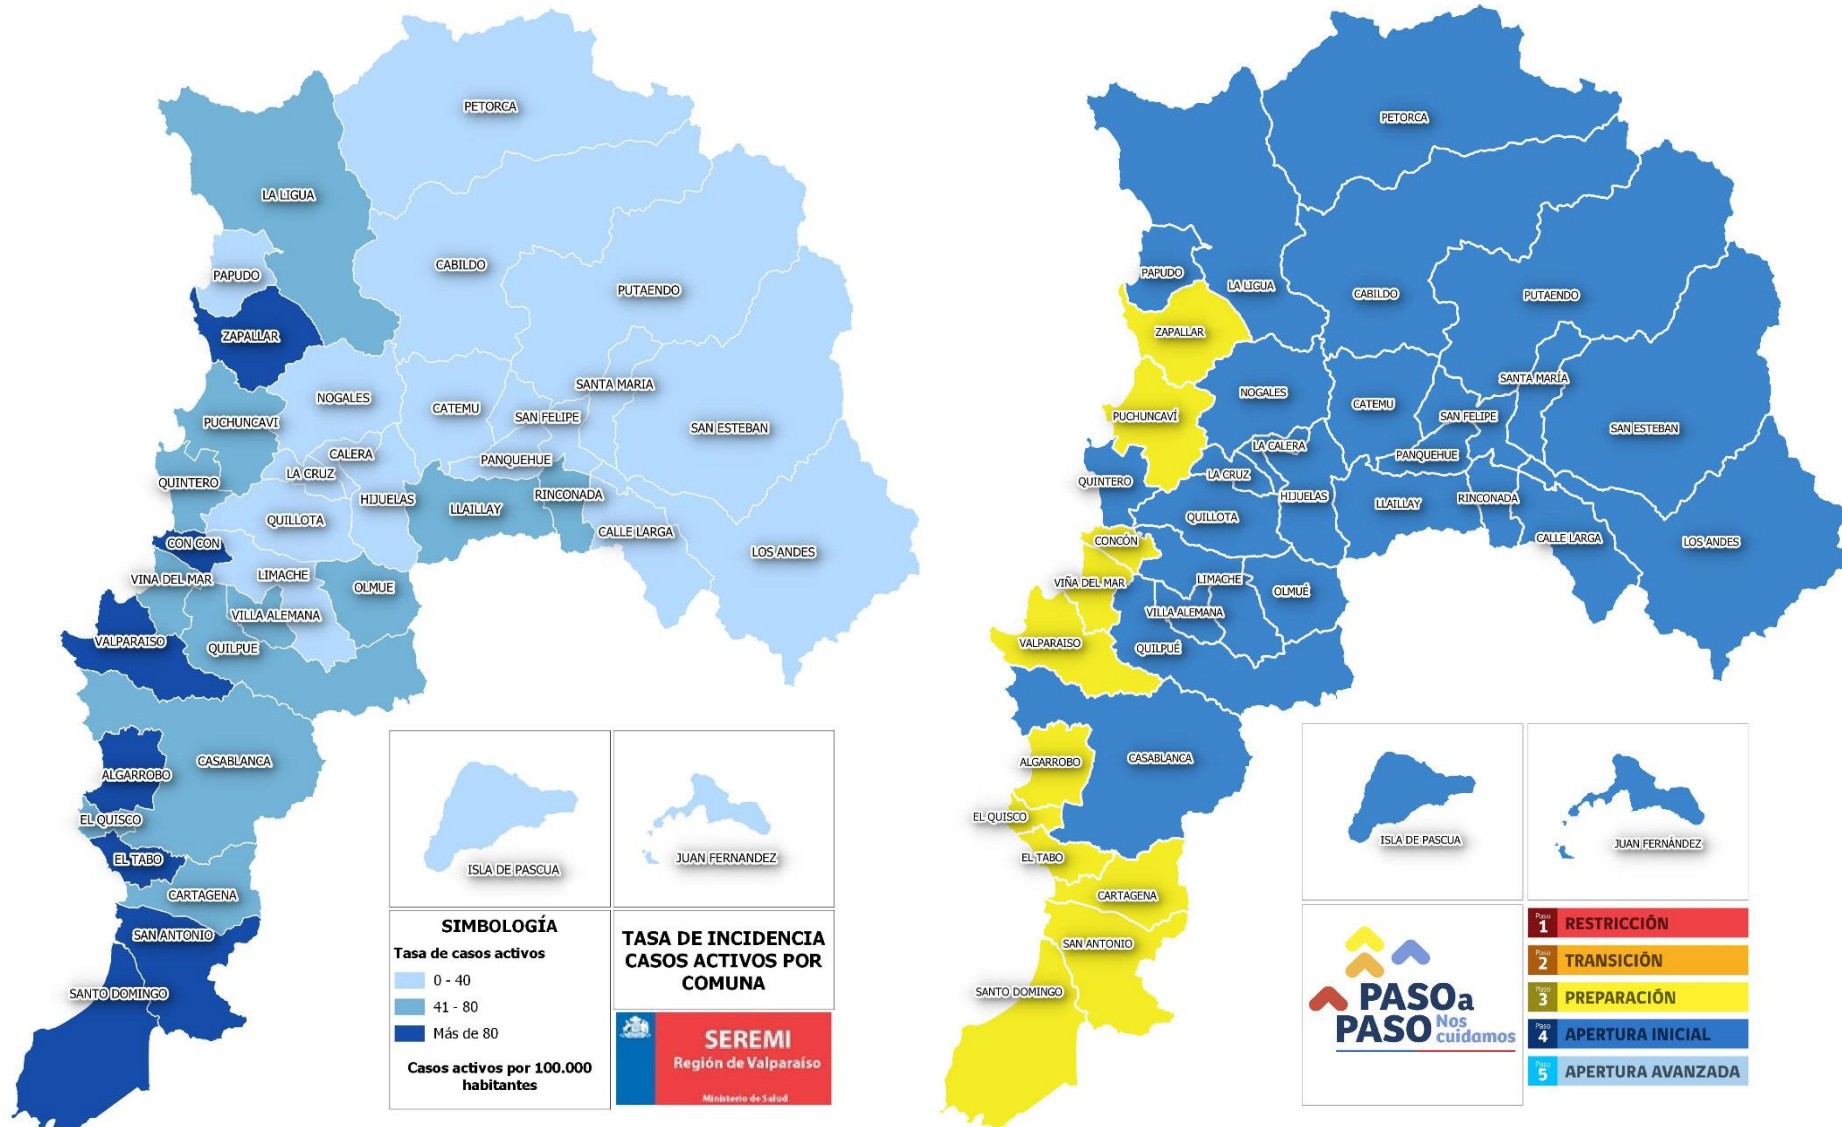 PETORCA
LA LIGUA
PAPUDO
CABILDO
PUTAENDO
ZAPALLAR
NOGALES
CATEMU
SANTA MARIA
SAN FELIPE
SAN ESTEBAN
PUCHUNCAVI
CALERA
PANQUEHUE
LA CRUZ
QUINTERO
HIJUELAS
RINCONADA
LLAILLAY
QUILLOTA
CALLE LARGA
CON CON
LOS ANDES
VINA DEL MAR
LIMACHE
OLMUE
VILLA ALEMANA
VALPARAISO
QUILPUE
CASABLANCA
ALGARROBO
EL QUISCO
EL TABO
CARTAGENA
SAN ANTONIO
SANTO DOMINGO
ISLA DE PASCUA
JUAN FERNANDEZ
SIMBOLOGÍA
Tasa de casos activos
0 - 40
41 - 80
Más de 80
Casos activos por 100.000
habitantes
TASA DE INCIDENCIA
CASOS ACTIVOS POR
COMUNA
SEREMI
Región de Valparaíso
Ministerio de Salud
PETORCA
PAPUDO
LA LIGUA
CABILDO
PUTAENDO
ZAPALLAR
SANTA MARÍA
NOGALES
CATEMU
PUCHUNCAVÍ
SAN FELIPE
SAN ESTEBAN
LA CALERA
PANQUEHUE
LA CRUZ
QUINTERO
HIJUELAS
RINCONADA
LLAILLAY
QUILLOTA
CALLE LARGA
CONCÓN
LOS ANDES
VIÑA DEL MAR
LIMACHE
OLMUÉ
VILLA ALEMANA
VALPARAISO
QUILPUÉ
CASABLANCA
ALGARROBO
EL QUISCO
EL TABO
CARTAGENA
SAN ANTONIO
SANTO DOMINGO
ISLA DE PASCUA
JUAN FERNÁNDEZ
PASO a
PASO Nos
cuidamos
Paso 1 RESTRICCIÓN
Paso 2 TRANSICIÓN
Paso 3 PREPARACIÓN
Paso 4 APERTURA INICIAL
Paso 5 APERTURA AVANZADA